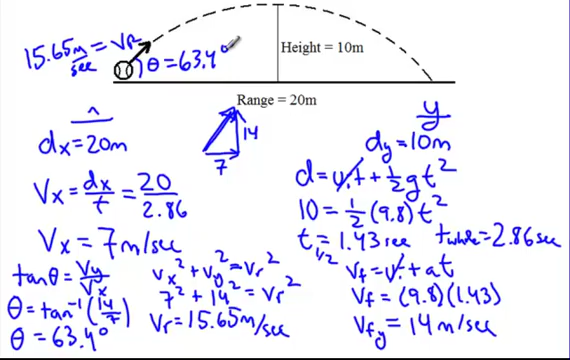 15.65m/sec = Vr
θ = 63.4°
Height = 10m
Range = 20m
x
dx = 20m
Vx = dx/t = 20/2.86
Vx = 7 m/sec
tanθ = Vy/Vx
θ = tan⁻¹(14/7)
θ = 63.4°
14
7
Vx² + Vy² = Vr²
7² + 14² = Vr²
Vr = 15.65m/sec
y
dy = 10m
d = vᵢt + ½gt²
10 = ½(9.8)t²
t1/2 = 1.43 sec
twhole = 2.86 sec
Vf = vᵢ + at
Vf = (9.8)(1.43)
Vfy = 14 m/sec